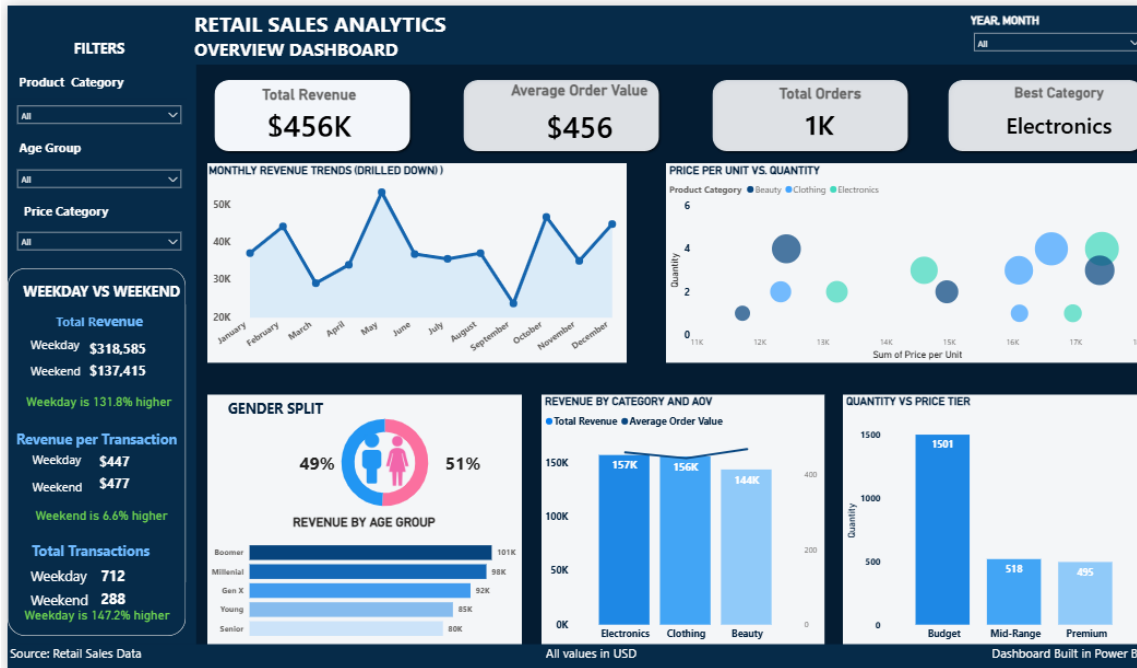 RETAIL SALES ANALYTICS
OVERVIEW DASHBOARD
YEAR, MONTH
All
FILTERS
Product Category
All
Age Group
All
Price Category
All
WEEKDAY VS WEEKEND
Total Revenue
Weekday $318,585
Weekend $137,415
Weekday is 131.8% higher
Revenue per Transaction
Weekday $447
Weekend $477
Weekend is 6.6% higher
Total Transactions
Weekday 712
Weekend 288
Weekday is 147.2% higher
Total Revenue
$456K
Average Order Value
$456
Total Orders
1K
Best Category
Electronics
MONTHLY REVENUE TRENDS (DRILLED DOWN) )
50K
40K
30K
20K
January February March April May June July August September October November December
PRICE PER UNIT VS. QUANTITY
Product Category Beauty Clothing Electronics
6
4
2
0
Quantity
11K 12K 13K 14K 15K 16K 17K
Sum of Price per Unit
GENDER SPLIT
49% 51%
REVENUE BY AGE GROUP
Boomer 101K
Millenial 98K
Gen X 92K
Young 85K
Senior 80K
REVENUE BY CATEGORY AND AOV
Total Revenue Average Order Value
150K
100K
50K
0K
157K 156K 144K
400
200
0
Electronics Clothing Beauty
QUANTITY VS PRICE TIER
1500
1000
500
0
Quantity
1501 518 495
Budget Mid-Range Premium
Source: Retail Sales Data
All values in USD
Dashboard Built in Power B